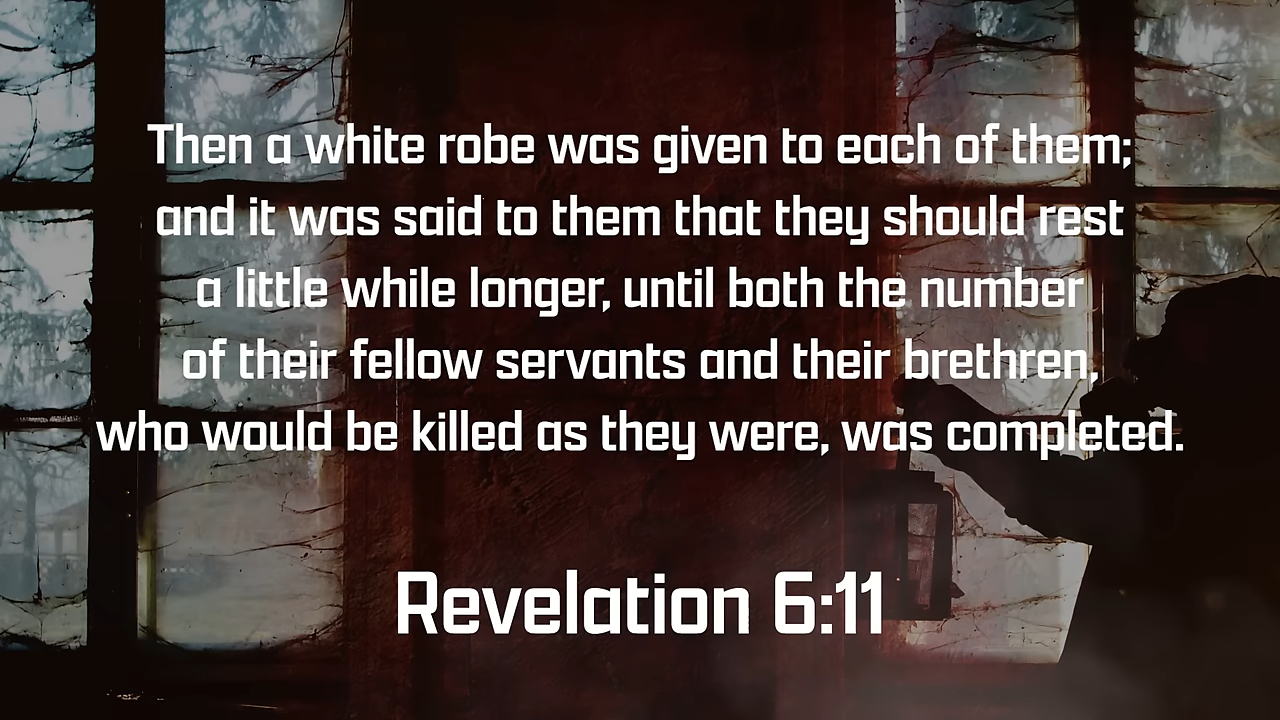 Then a white robe was given to each of them;
and it was said to them that they should rest
a little while longer, until both the number
of their fellow servants and their brethren,
who would be killed as they were, was completed.
Revelation 6:11